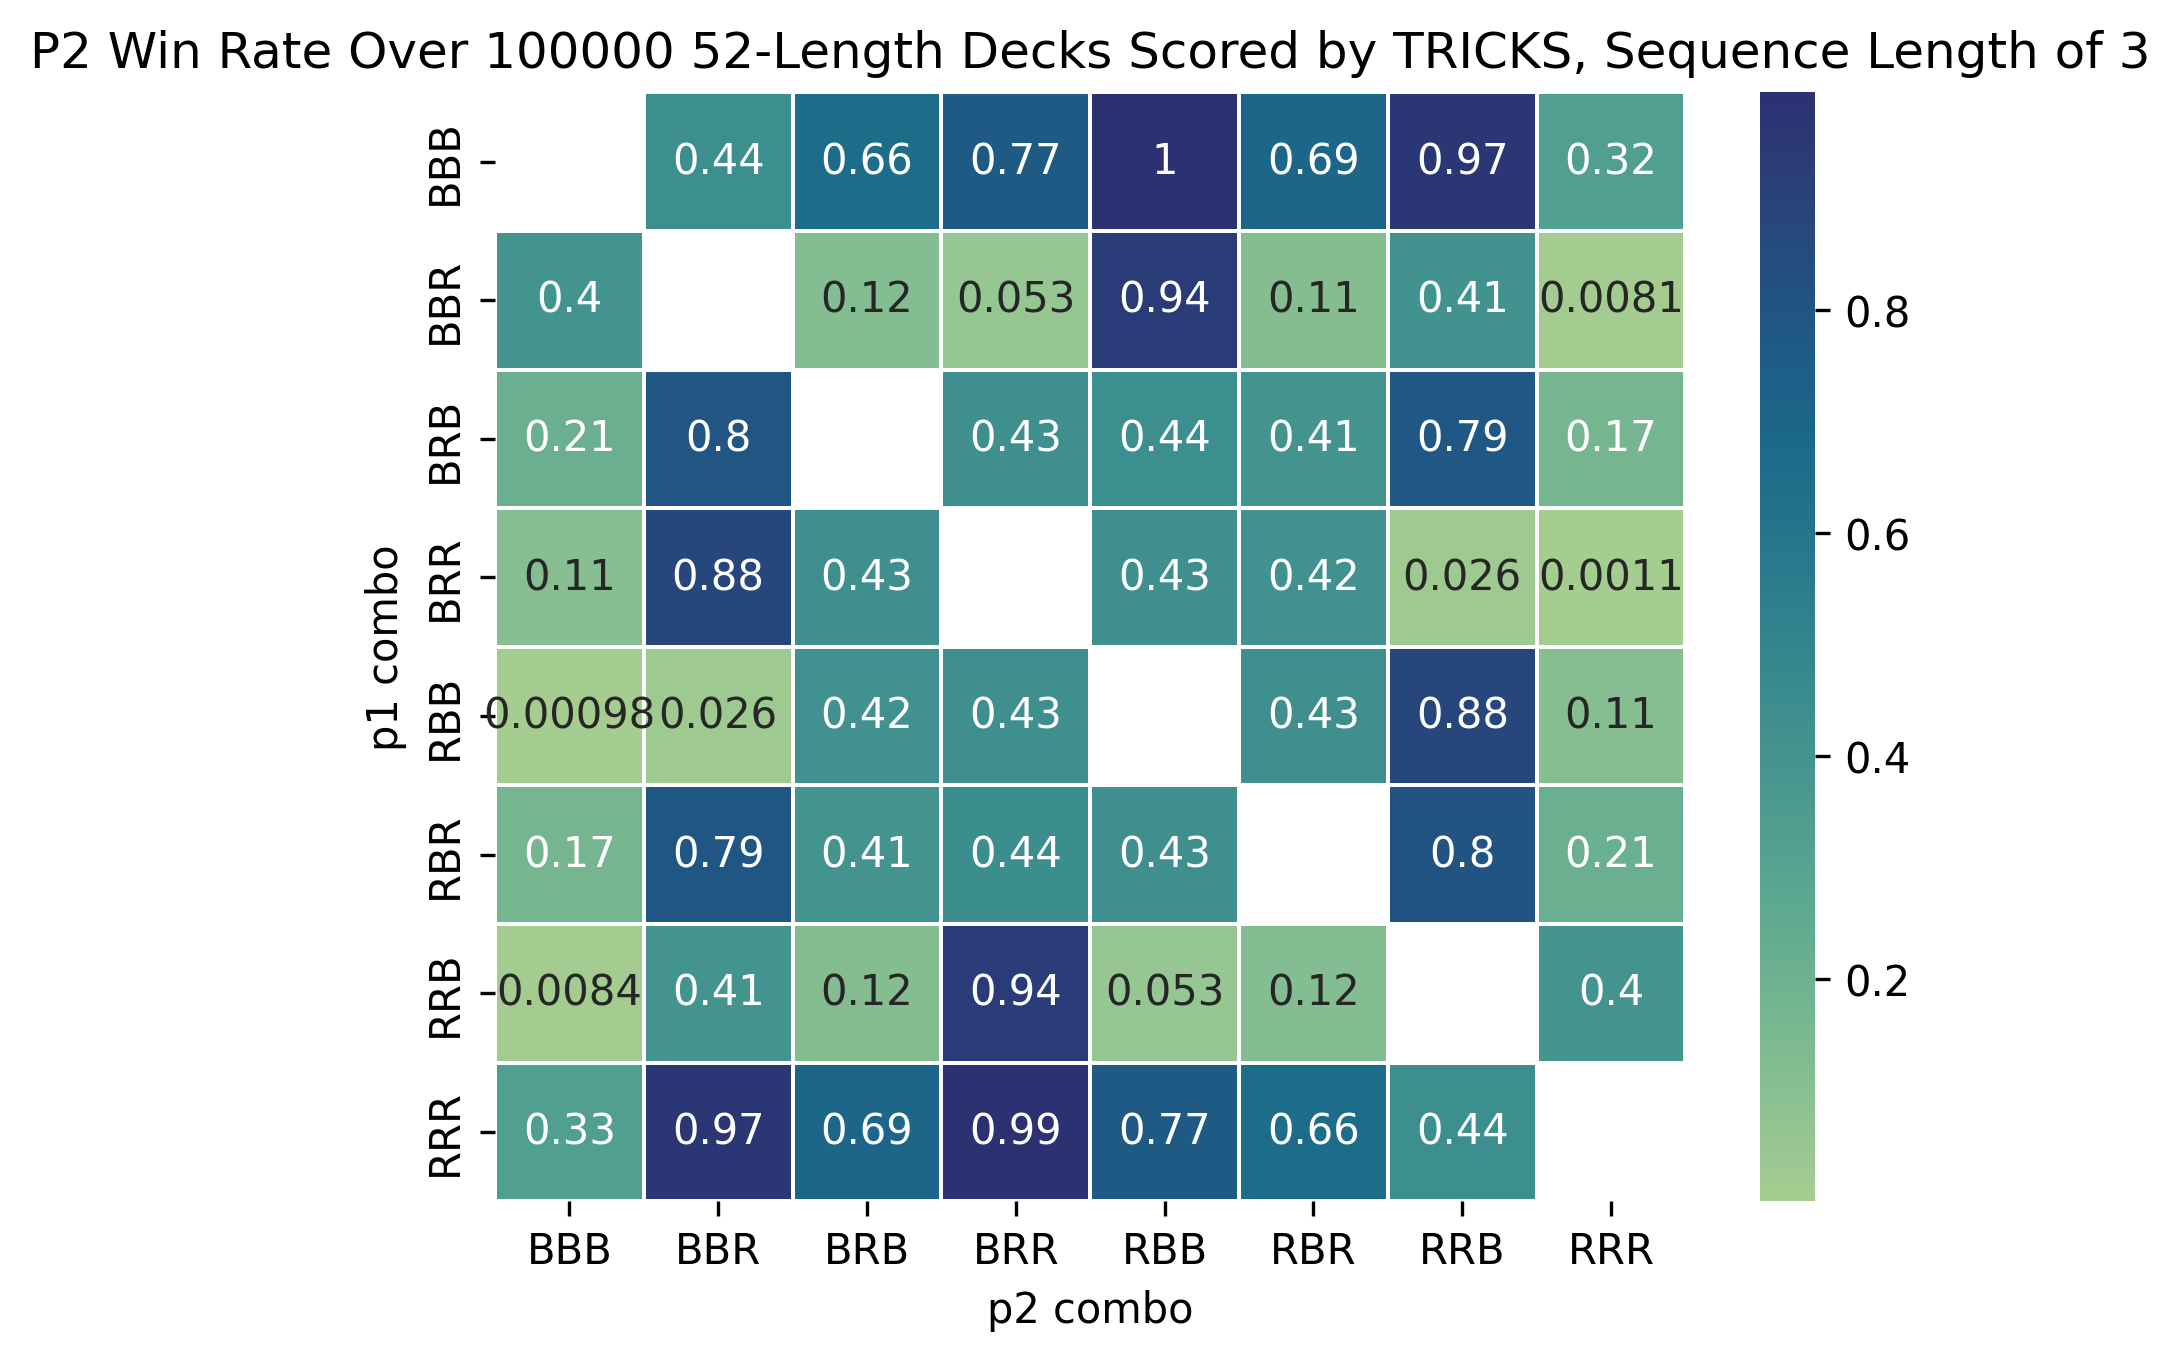 P2 Win Rate Over 100000 52-Length Decks Scored by TRICKS, Sequence Length of 3
p1 combo
BBB 0.44 0.66 0.77 1 0.69 0.97 0.32
BBR 0.4 0.12 0.053 0.94 0.11 0.41 0.0081
BRB 0.21 0.8 0.43 0.44 0.41 0.79 0.17
BRR 0.11 0.88 0.43 0.43 0.42 0.026 0.0011
RBB 0.00098 0.026 0.42 0.43 0.43 0.88 0.11
RBR 0.17 0.79 0.41 0.44 0.43 0.8 0.21
RRB 0.0084 0.41 0.12 0.94 0.053 0.12 0.4
RRR 0.33 0.97 0.69 0.99 0.77 0.66 0.44
BBB BBR BRB BRR RBB RBR RRB RRR
p2 combo
0.8
0.6
0.4
0.2